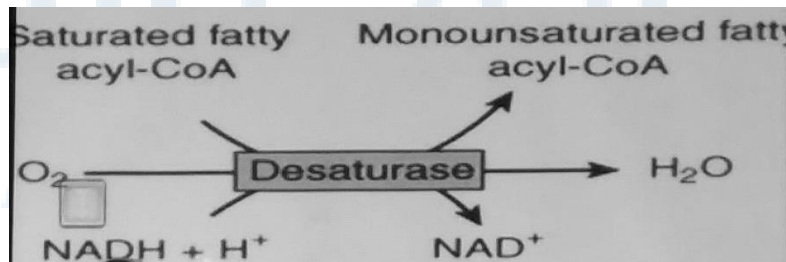 Saturated fatty Monounsaturated fatty
acyl-CoA acyl-CoA
O₂ Desaturase H₂O
NADH + H⁺ NAD⁺